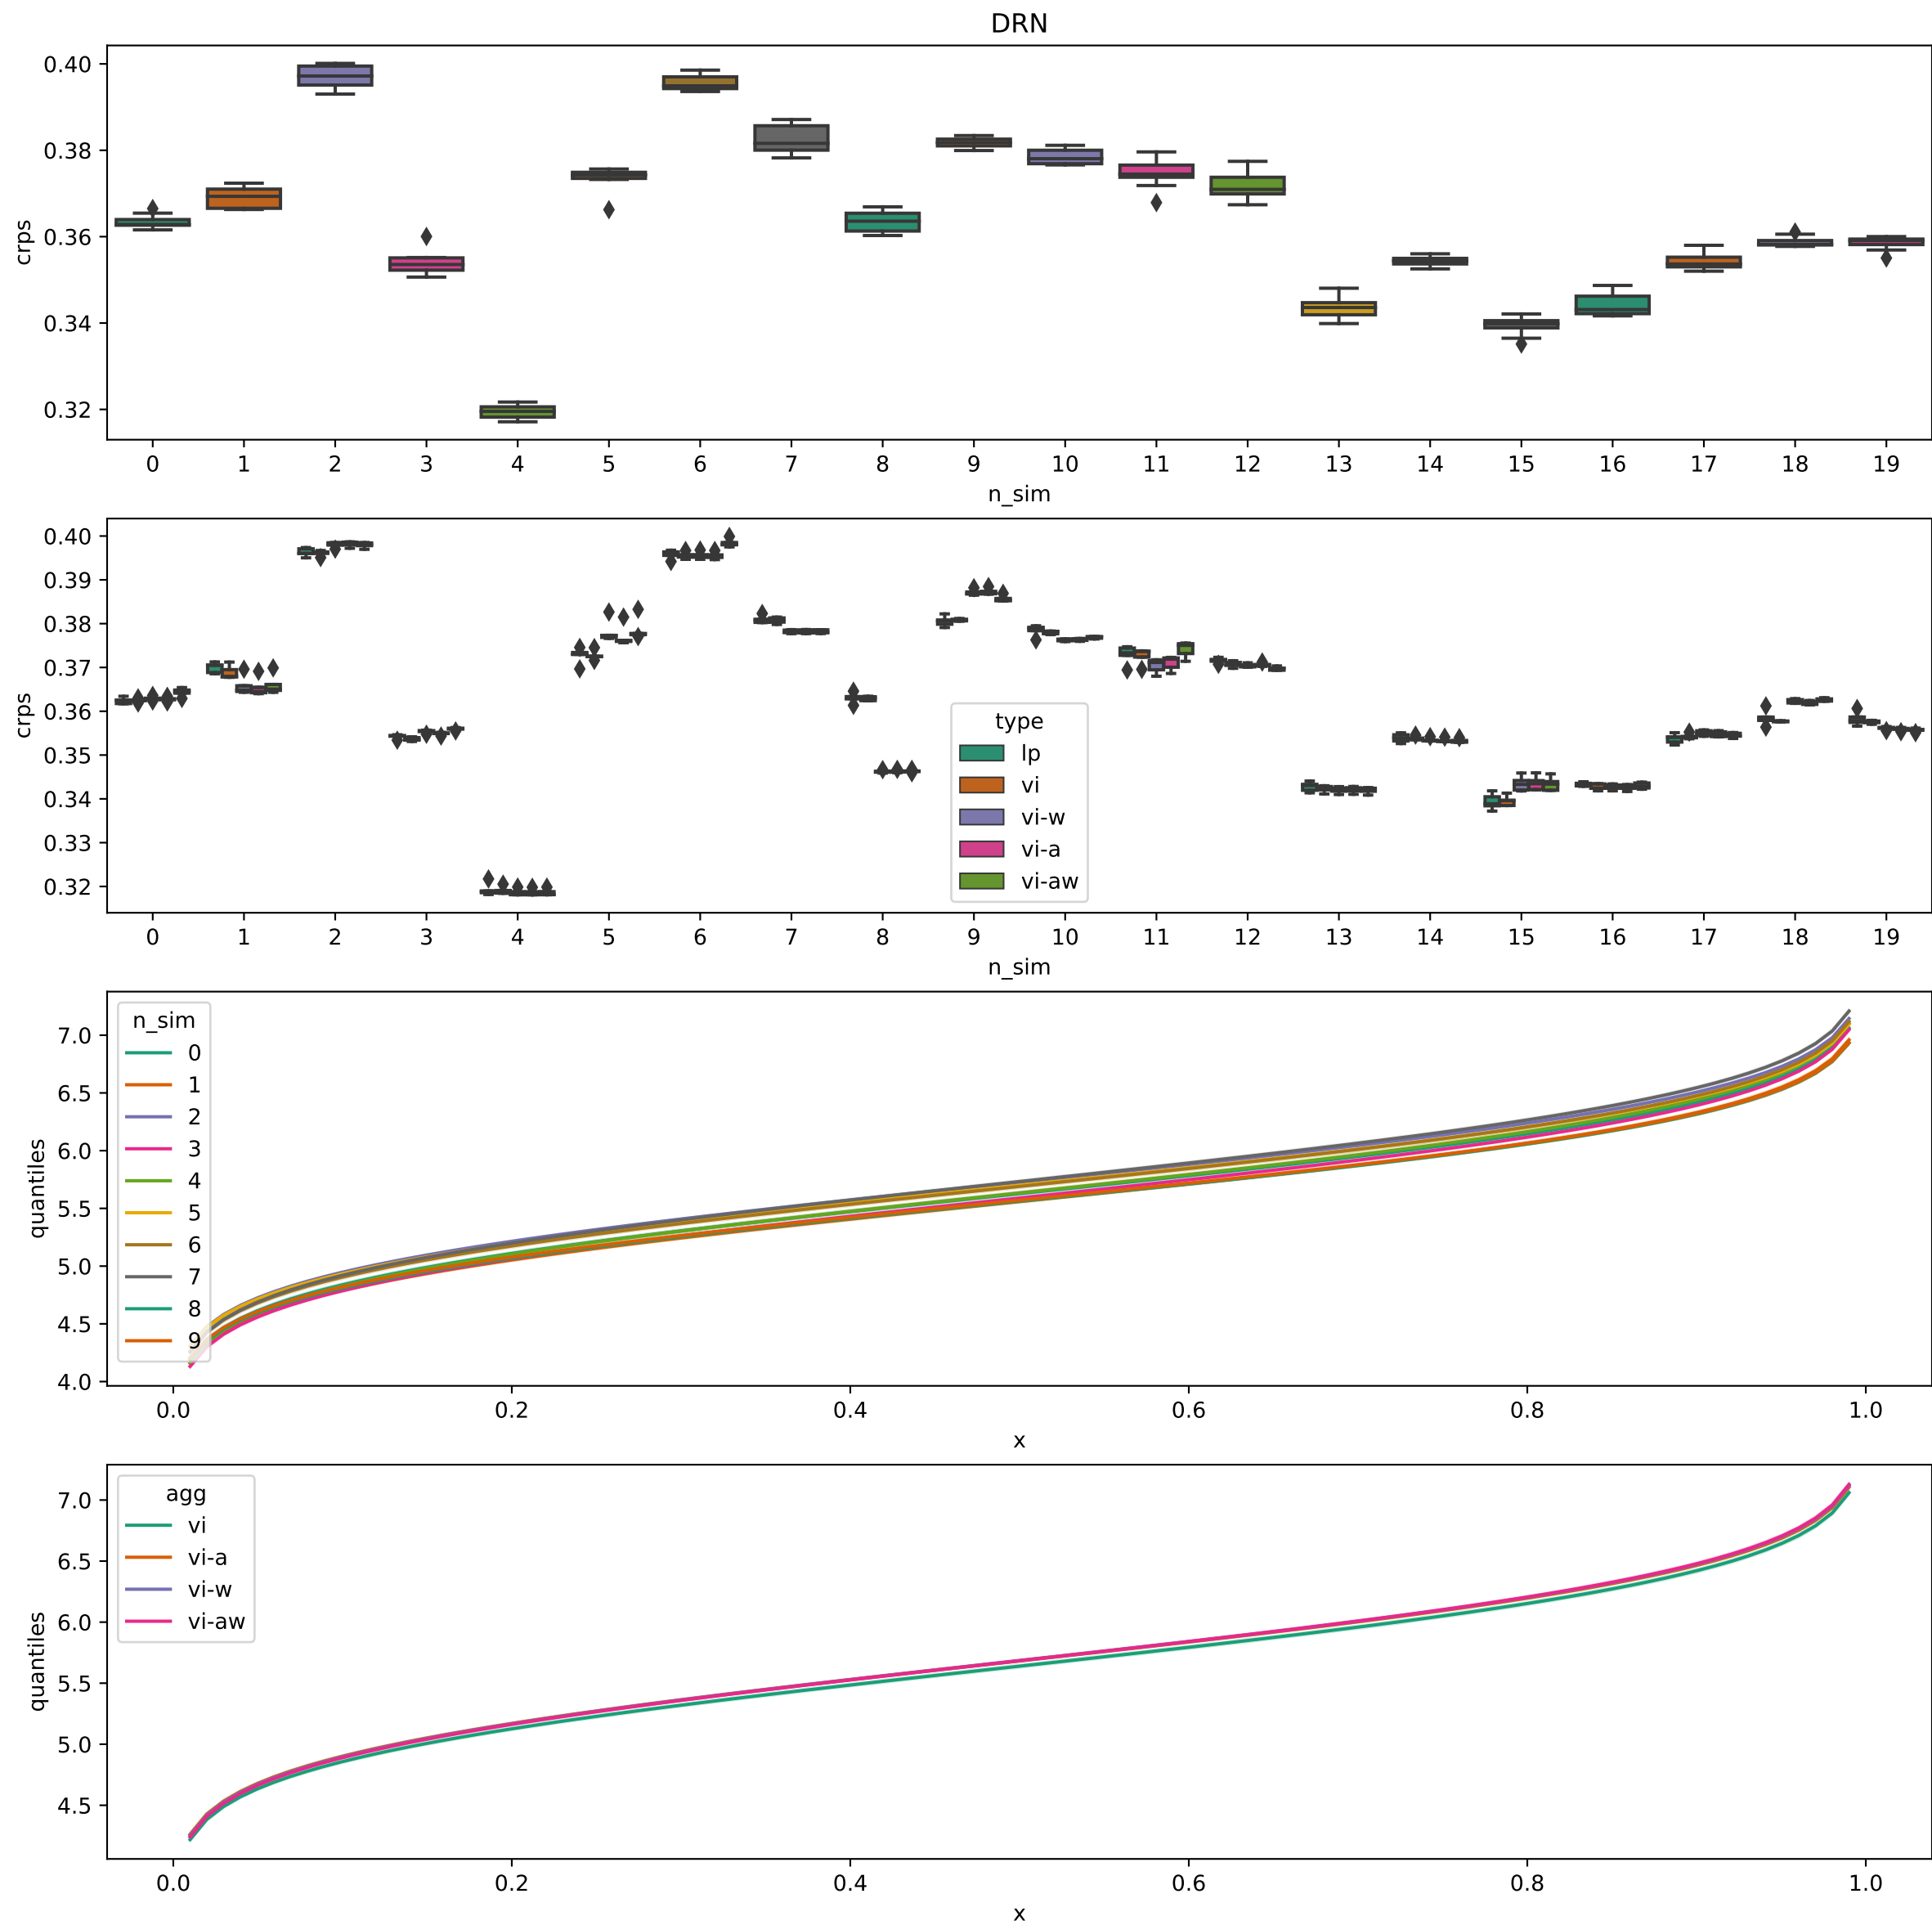 DRN
0.40
0.38
0.36
0.34
0.32
crps
0 1 2 3 4 5 6 7 8 9 10 11 12 13 14 15 16 17 18 19
n_sim
0.40
0.39
0.38
0.37
0.36
0.35
0.34
0.33
0.32
crps
type
lp
vi
vi-w
vi-a
vi-aw
0 1 2 3 4 5 6 7 8 9 10 11 12 13 14 15 16 17 18 19
n_sim
7.0
6.5
6.0
5.5
5.0
4.5
4.0
quantiles
n_sim
0
1
2
3
4
5
6
7
8
9
0.0 0.2 0.4 0.6 0.8 1.0
x
7.0
6.5
6.0
5.5
5.0
4.5
quantiles
agg
vi
vi-a
vi-w
vi-aw
0.0 0.2 0.4 0.6 0.8 1.0
x